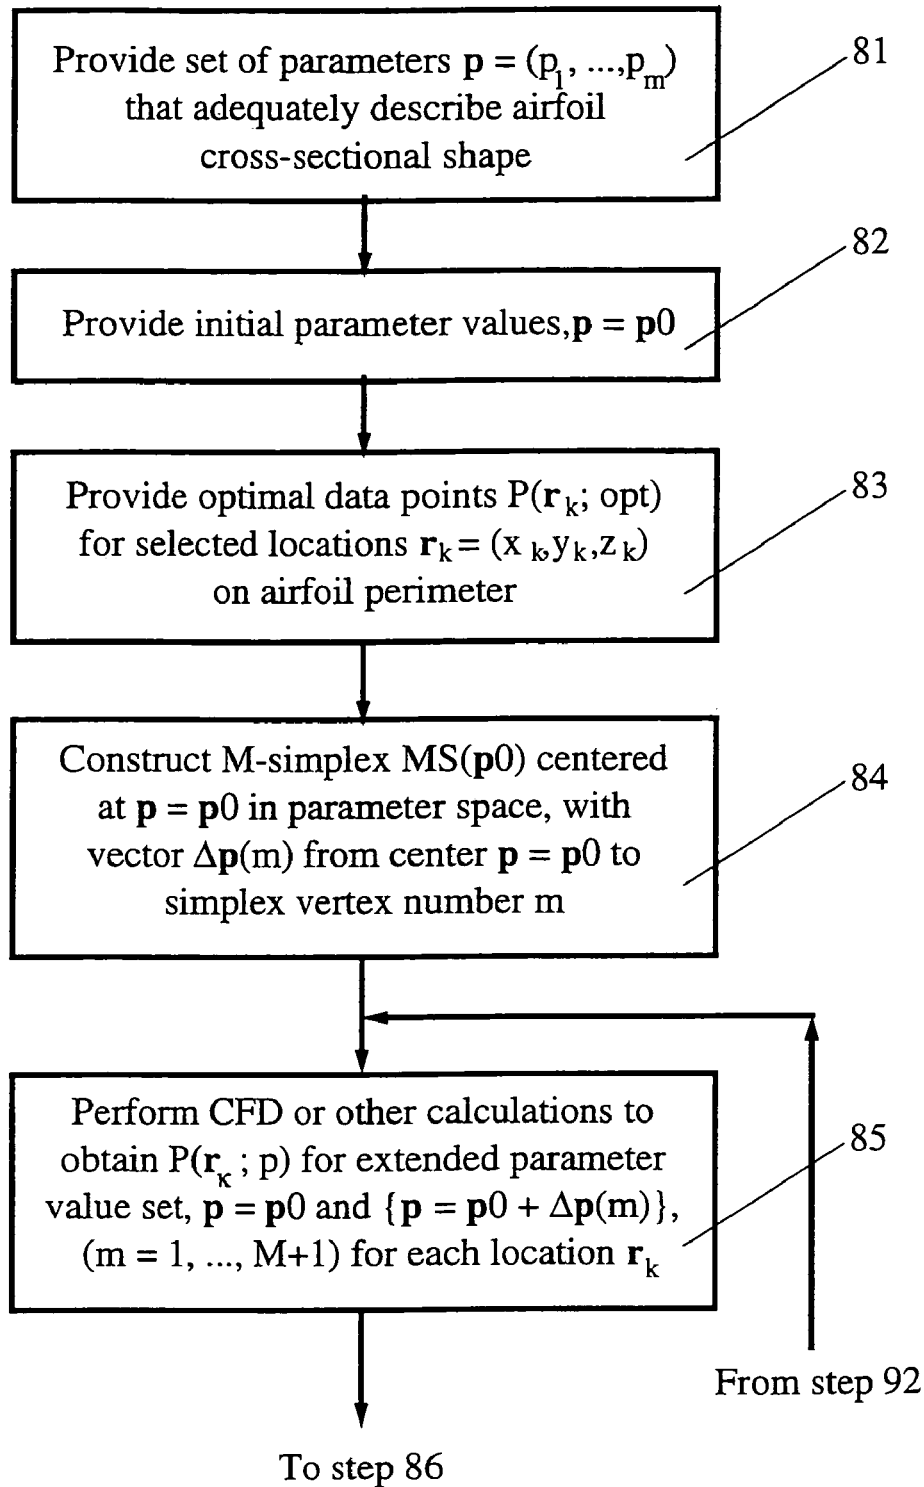 Provide set of parameters p = (p₁, ...,pₘ)
that adequately describe airfoil
cross-sectional shape
81
Provide initial parameter values,p = p0
82
Provide optimal data points P(rₖ; opt)
for selected locations rₖ = (xₖ,yₖ,zₖ)
on airfoil perimeter
83
Construct M-simplex MS(p0) centered
at p = p0 in parameter space, with
vector Δp(m) from center p = p0 to
simplex vertex number m
84
Perform CFD or other calculations to
obtain P(r_κ ; p) for extended parameter
value set, p = p0 and {p = p0 + Δp(m)},
(m = 1, ..., M+1) for each location rₖ
85
From step 92
To step 86